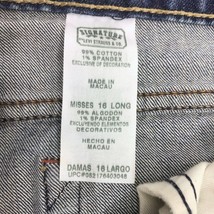 SIGNATURE
LEVI STRAUSS & CO.
99% COTTON
1% SPANDEX
EXCLUSIVE OF DECORATION
MADE IN
MACAU
MISSES 16 LONG
99% ALGODON
1% SPANDEX
EXCLUYENDO ELEMENTOS
DECORATIVOS
HECHO EN
MACAU
DAMAS 16 LARGO